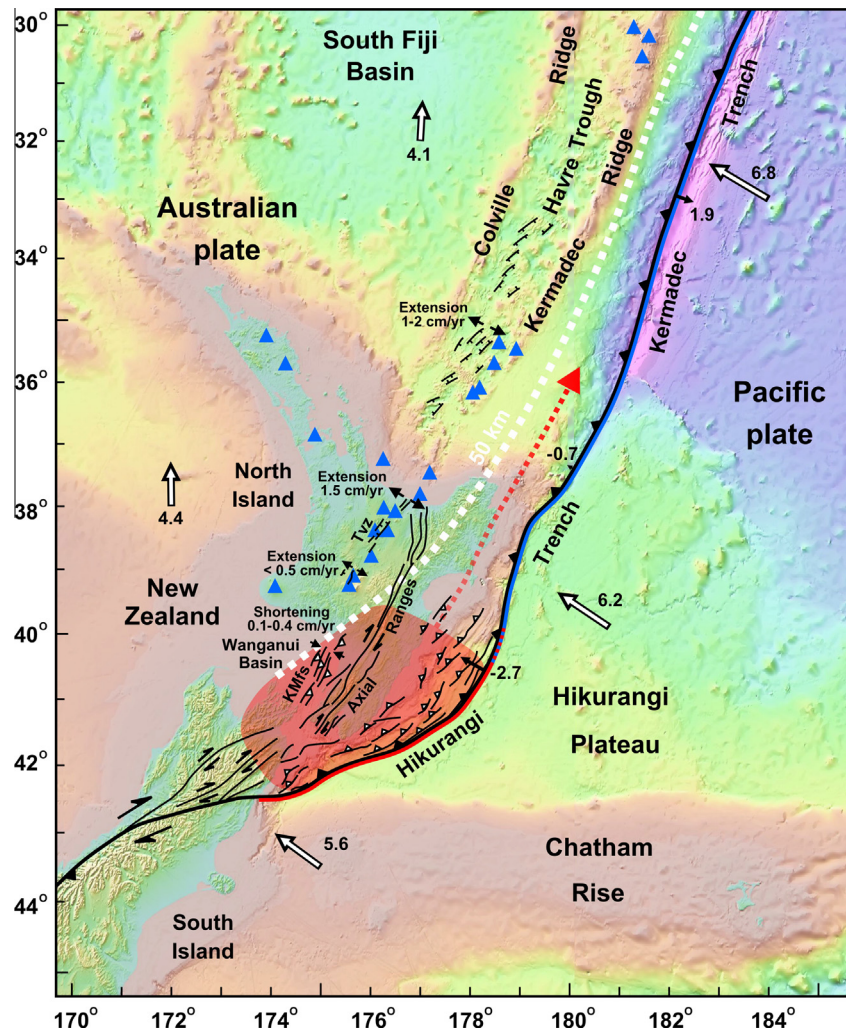 30°
32°
34°
36°
38°
40°
42°
44°
South Fiji
Basin
4.1
Ridge
Havre Trough
Ridge
Colville
Kermadec
Trench
6.8
1.9
Kermadec
Australian
plate
Extension
1-2 cm/yr
Pacific
plate
50 km
-0.7
North
Island
Extension
1.5 cm/yr
4.4
Tvz
Trench
Extension
< 0.5 cm/yr
New
Zealand
Shortening
0.1-0.4 cm/yr
Ranges
6.2
Wanganui
Basin
KMfs
Axial
-2.7
Hikurangi
Hikurangi
Plateau
5.6
Chatham
Rise
South
Island
170° 172° 174° 176° 178° 180° 182° 184°